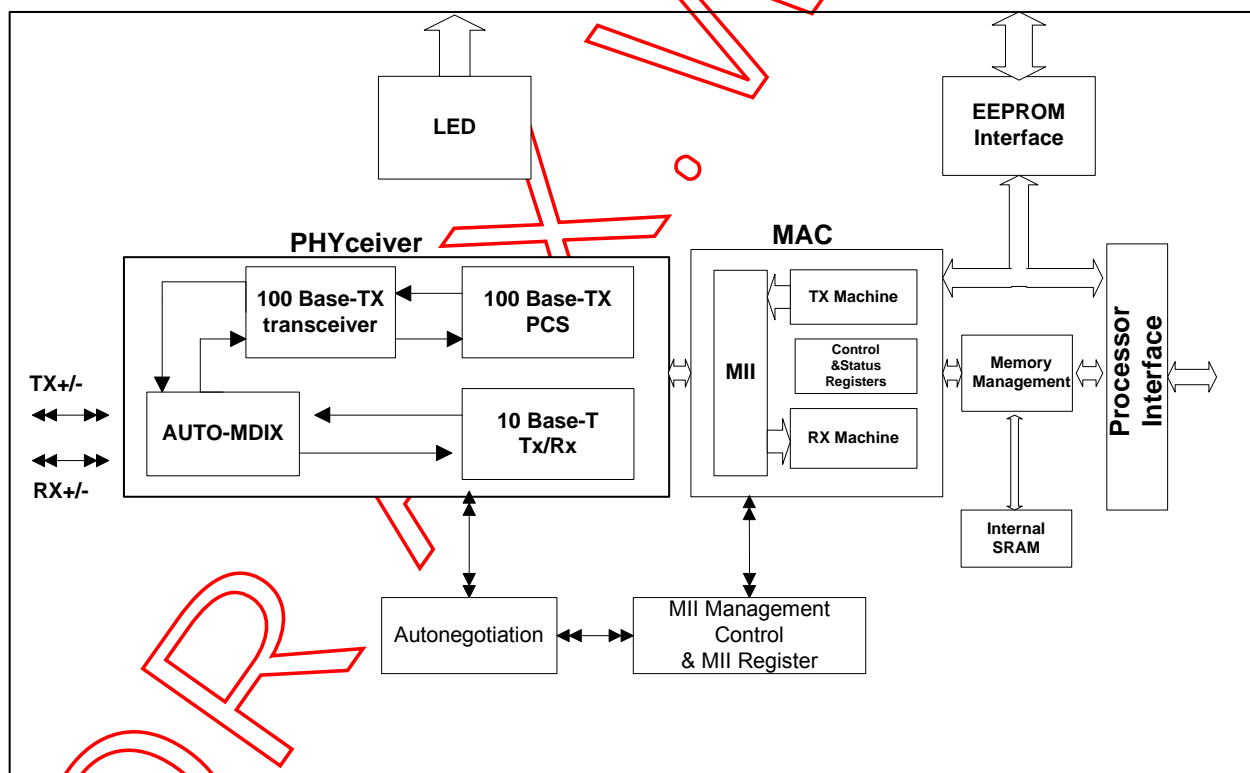 LED
EEPROM
Interface
PHYceiver
MAC
100 Base-TX
transceiver
100 Base-TX
PCS
MII
TX Machine
Control
&Status
Registers
RX Machine
Memory
Management
Processor
Interface
TX+/-
RX+/-
AUTO-MDIX
10 Base-T
Tx/Rx
Internal
SRAM
Autonegotiation
MII Management
Control
& MII Register